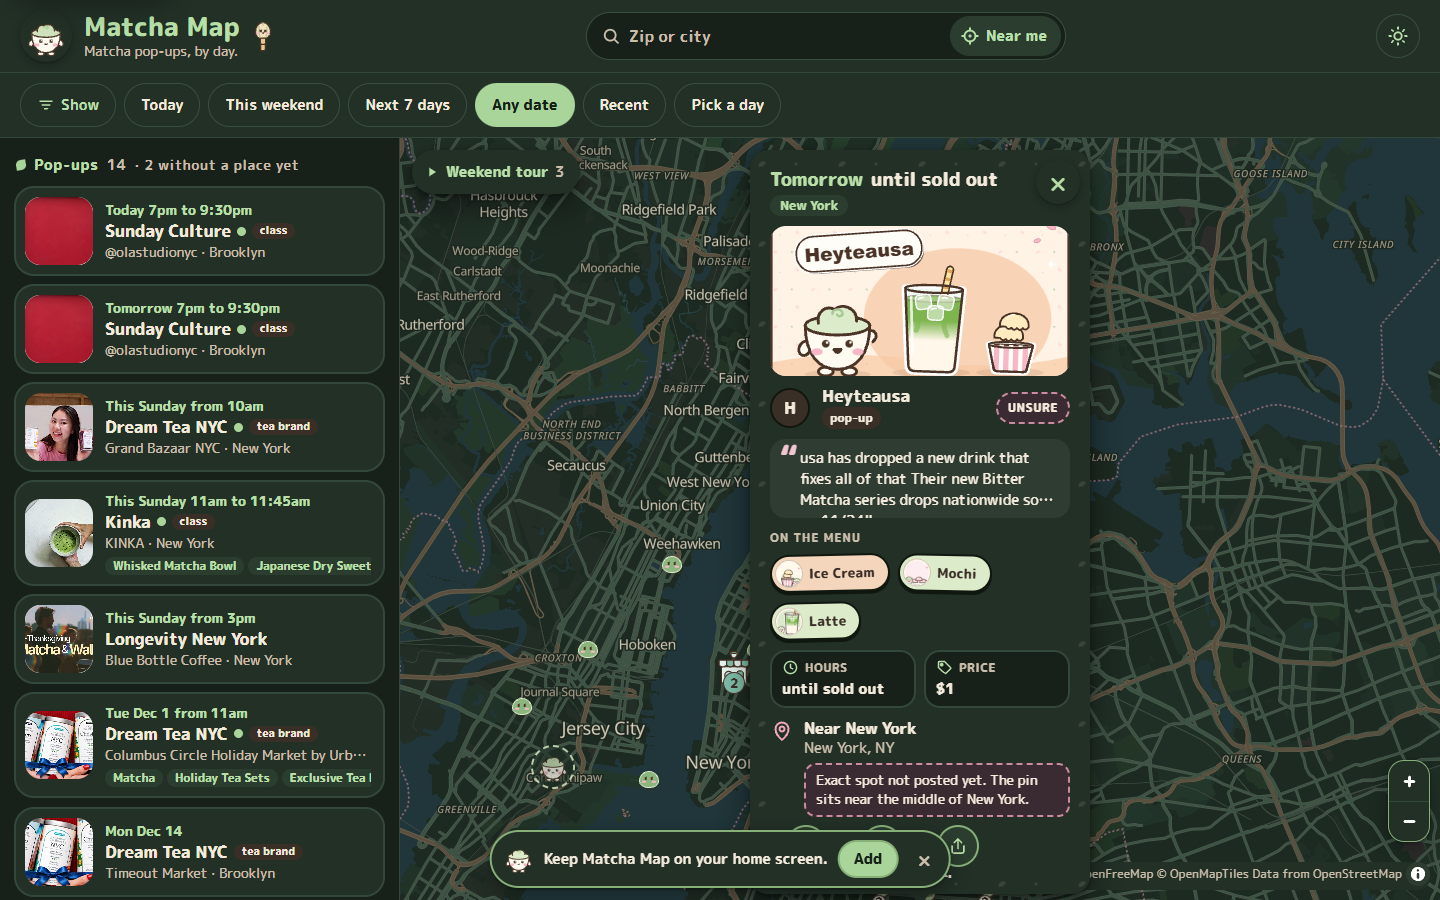 Matcha Map
Matcha pop-ups, by day.
Zip or city
Near me
Show
Today
This weekend
Next 7 days
Any date
Recent
Pick a day
Pop-ups 14 · 2 without a place yet
Today 7pm to 9:30pm
Sunday Culture
class
@olastudionyc · Brooklyn
Tomorrow 7pm to 9:30pm
Sunday Culture
class
@olastudionyc · Brooklyn
This Sunday from 10am
Dream Tea NYC
tea brand
Grand Bazaar NYC · New York
This Sunday 11am to 11:45am
Kinka
class
KINKA · New York
Whisked Matcha Bowl
Japanese Dry Sweet
This Sunday from 3pm
Longevity New York
Blue Bottle Coffee · New York
Tue Dec 1 from 11am
Dream Tea NYC
tea brand
Columbus Circle Holiday Market by Urb···
Matcha
Holiday Tea Sets
Exclusive Tea
Mon Dec 14
Dream Tea NYC
tea brand
Timeout Market · Brooklyn
Weekend tour 3
South
WEST VIEW
Hasbrouck
Heights
Ridgefield Park
Wood-Ridge
Carlstadt
Moonachie
East Rutherford
Rutherford
Ridgefield
BABBITT
North Bergen
NORTH END
BUSINESS DISTRICT
Secaucus
West New Yo
Union City
Weehawken
Hoboken
CROXTON
Journal Square
2
Jersey City
New Yo
GREENVILLE
Tomorrow until sold out
New York
Heyteausa
H
Heyteausa
pop-up
UNSURE
usa has dropped a new drink that
fixes all of that Their new Bitter
Matcha series drops nationwide so···
ON THE MENU
Ice Cream
Mochi
Latte
HOURS
until sold out
PRICE
$1
Near New York
New York, NY
Exact spot not posted yet. The pin
sits near the middle of New York.
Keep Matcha Map on your home screen.
Add
GOOSE ISLAND
CITY ISLAND
BRONX
QUEENS
enFreeMap © OpenMapTiles Data from OpenStreetMap